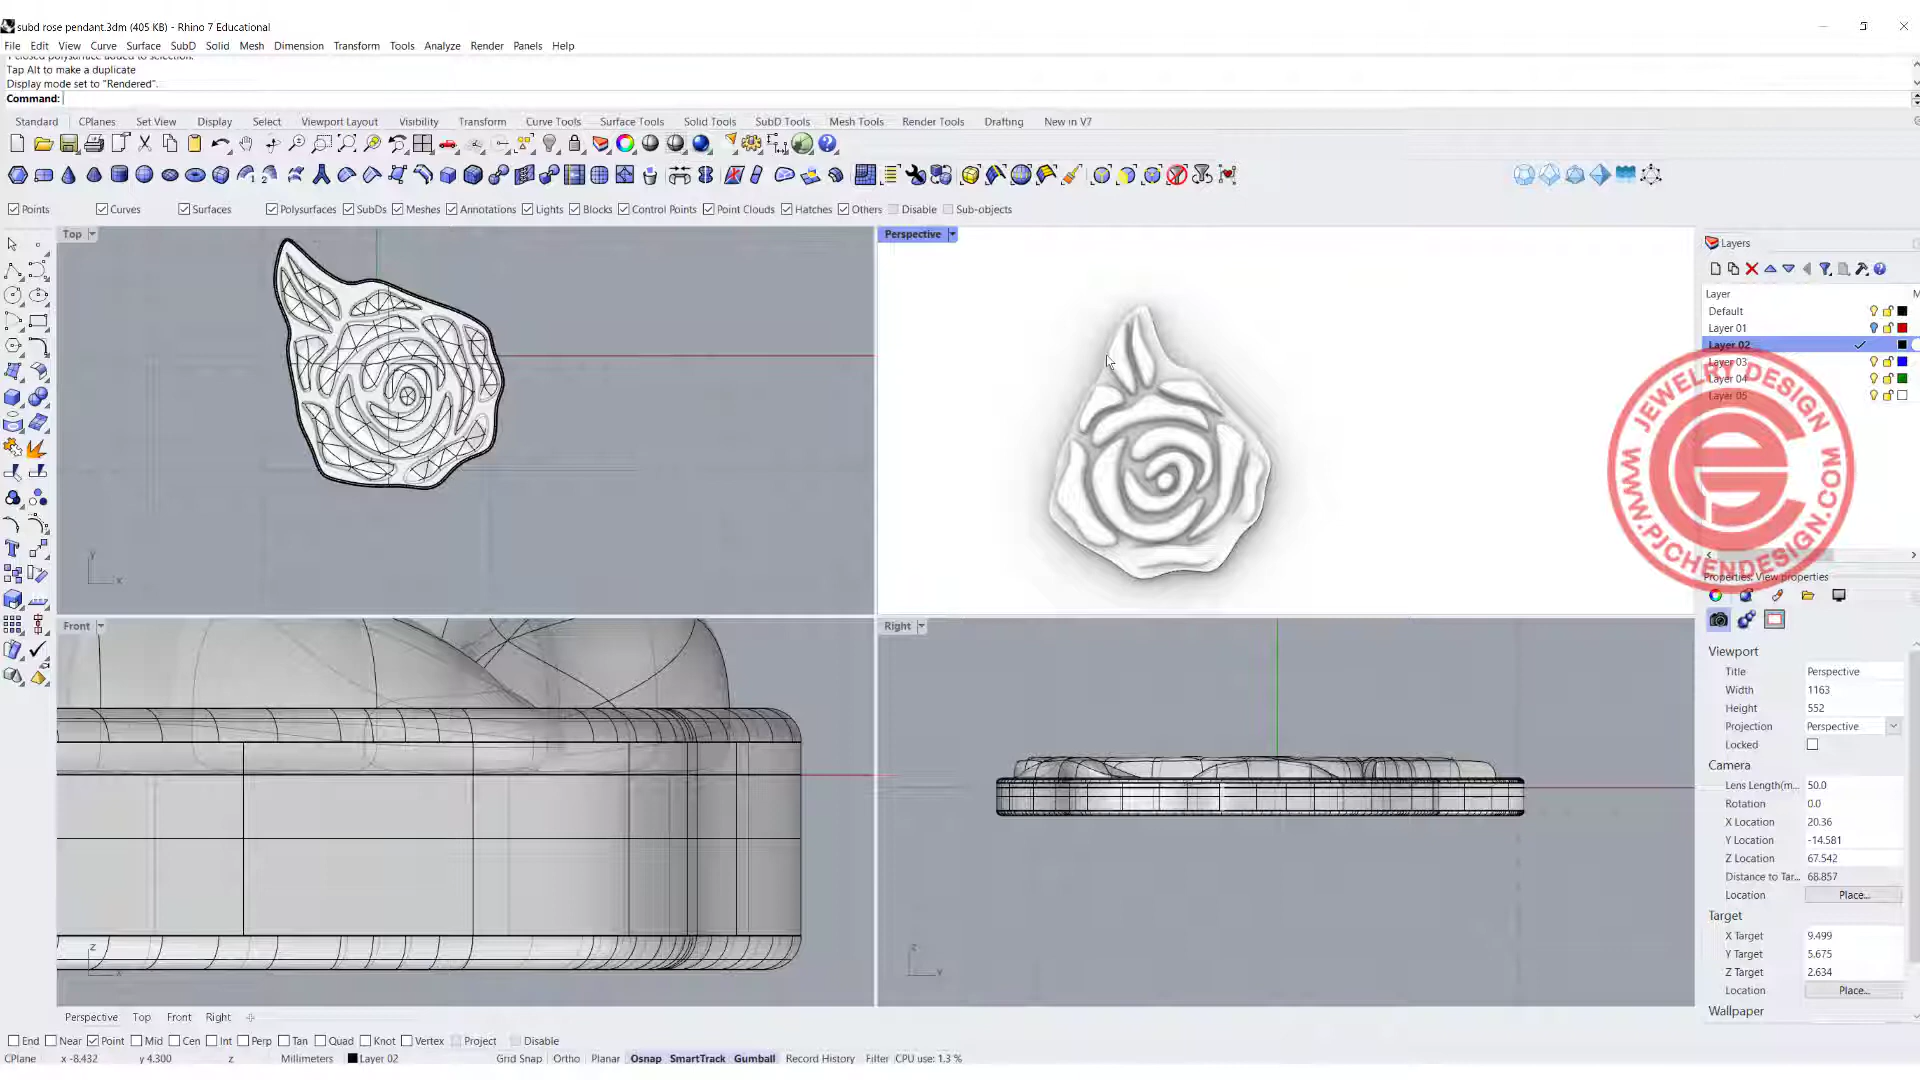 subd rose pendant.3dm (405 KB) - Rhino 7 Educational
File Edit View Curve Surface SubD Solid Mesh Dimension Transform Tools Analyze Render Panels Help
1 closed polysurface added to selection.
Tap Alt to make a duplicate
Display mode set to "Rendered".
Command:
Standard CPlanes Set View Display Select Viewport Layout Visibility Transform Curve Tools Surface Tools Solid Tools SubD Tools Mesh Tools Render Tools Drafting New in V7
Points Curves Surfaces Polysurfaces SubDs Meshes Annotations Lights Blocks Control Points Point Clouds Hatches Others Disable Sub-objects
Top
Perspective
Layers
Layer M
Default
Layer 01
Layer 02
Layer 03
Layer 04
Layer 05
JEWELRY DESIGN
WWW.PJCHENDESIGN.COM
Properties: View properties
Front
Right
Viewport
Title Perspective
Width 1163
Height 552
Projection Perspective
Locked
Camera
Lens Length(m... 50.0
Rotation 0.0
X Location 20.36
Y Location -14.581
Z Location 67.542
Distance to Tar... 68.857
Location Place...
Target
X Target 9.499
Y Target 5.675
Z Target 2.634
Location Place...
Wallpaper
y
x
z
x
z
y
Perspective Top Front Right
End Near Point Mid Cen Int Perp Tan Quad Knot Vertex Project Disable
CPlane x -8.432 y 4.300 z Millimeters Layer 02 Grid Snap Ortho Planar Osnap SmartTrack Gumball Record History Filter CPU use: 1.3 %